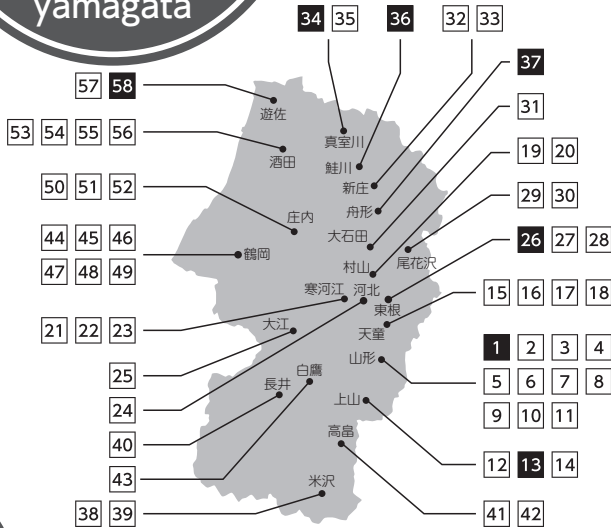 yamagata
34 35
36
32 33
37
31
19 20
29 30
26 27 28
15 16 17 18
1 2 3 4
5 6 7 8
9 10 11
12 13 14
41 42
57 58
53 54 55 56
50 51 52
44 45 46
47 48 49
21 22 23
25
24
40
43
38 39
遊佐
酒田
真室川
鮭川
新庄
舟形
庄内
大石田
尾花沢
鶴岡
村山
寒河江
河北
東根
大江
天童
山形
白鷹
長井
上山
高畠
米沢